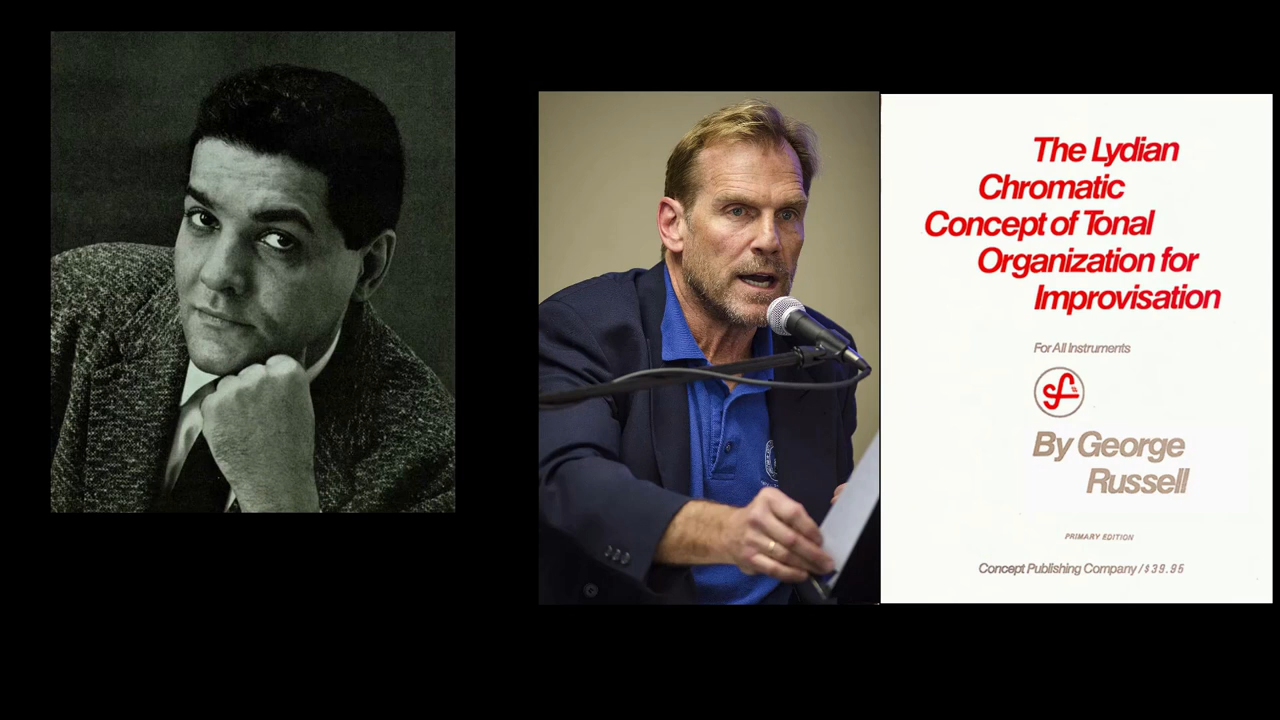 The Lydian
Chromatic
Concept of Tonal
Organization for
Improvisation
For All Instruments
By George
Russell
PRIMARY EDITION
Concept Publishing Company / $39.95